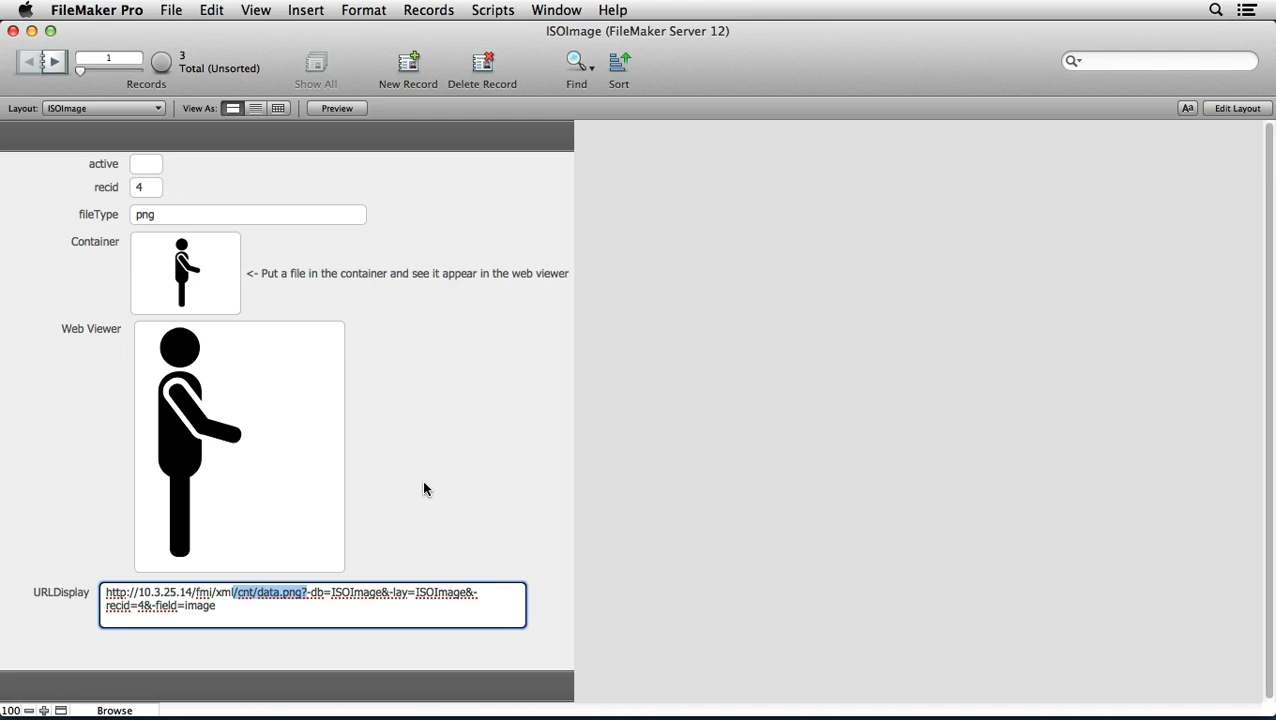 FileMaker Pro File Edit View Insert Format Records Scripts Window Help
ISOImage (FileMaker Server 12)
1
3
Total (Unsorted)
Records
Show All
New Record
Delete Record
Find
Sort
Layout: ISOImage View As: Preview Aa Edit Layout
active
recid 4
fileType png
Container
<- Put a file in the container and see it appear in the web viewer
Web Viewer
URLDisplay http://10.3.25.14/fmi/xml/cnt/data.png?-db=ISOImage&-lay=ISOImage&-
recid=4&-field=image
100 Browse